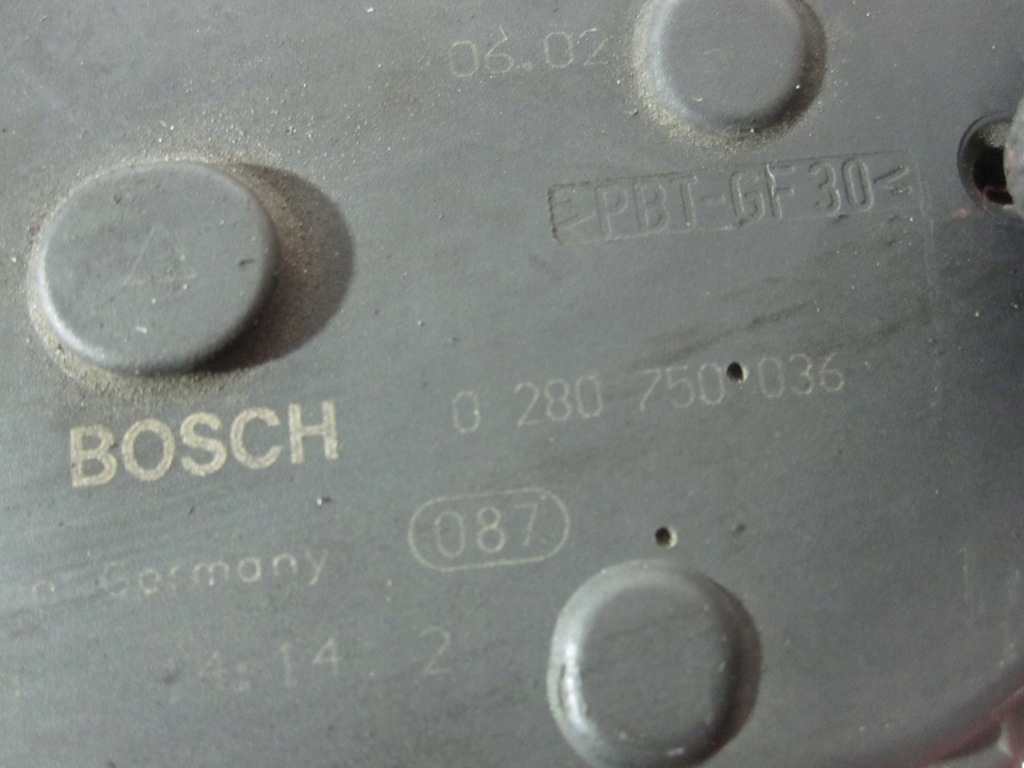 06.02
>PBT-GF30<
BOSCH 0 280 750 036
087
Germany
14:14 2